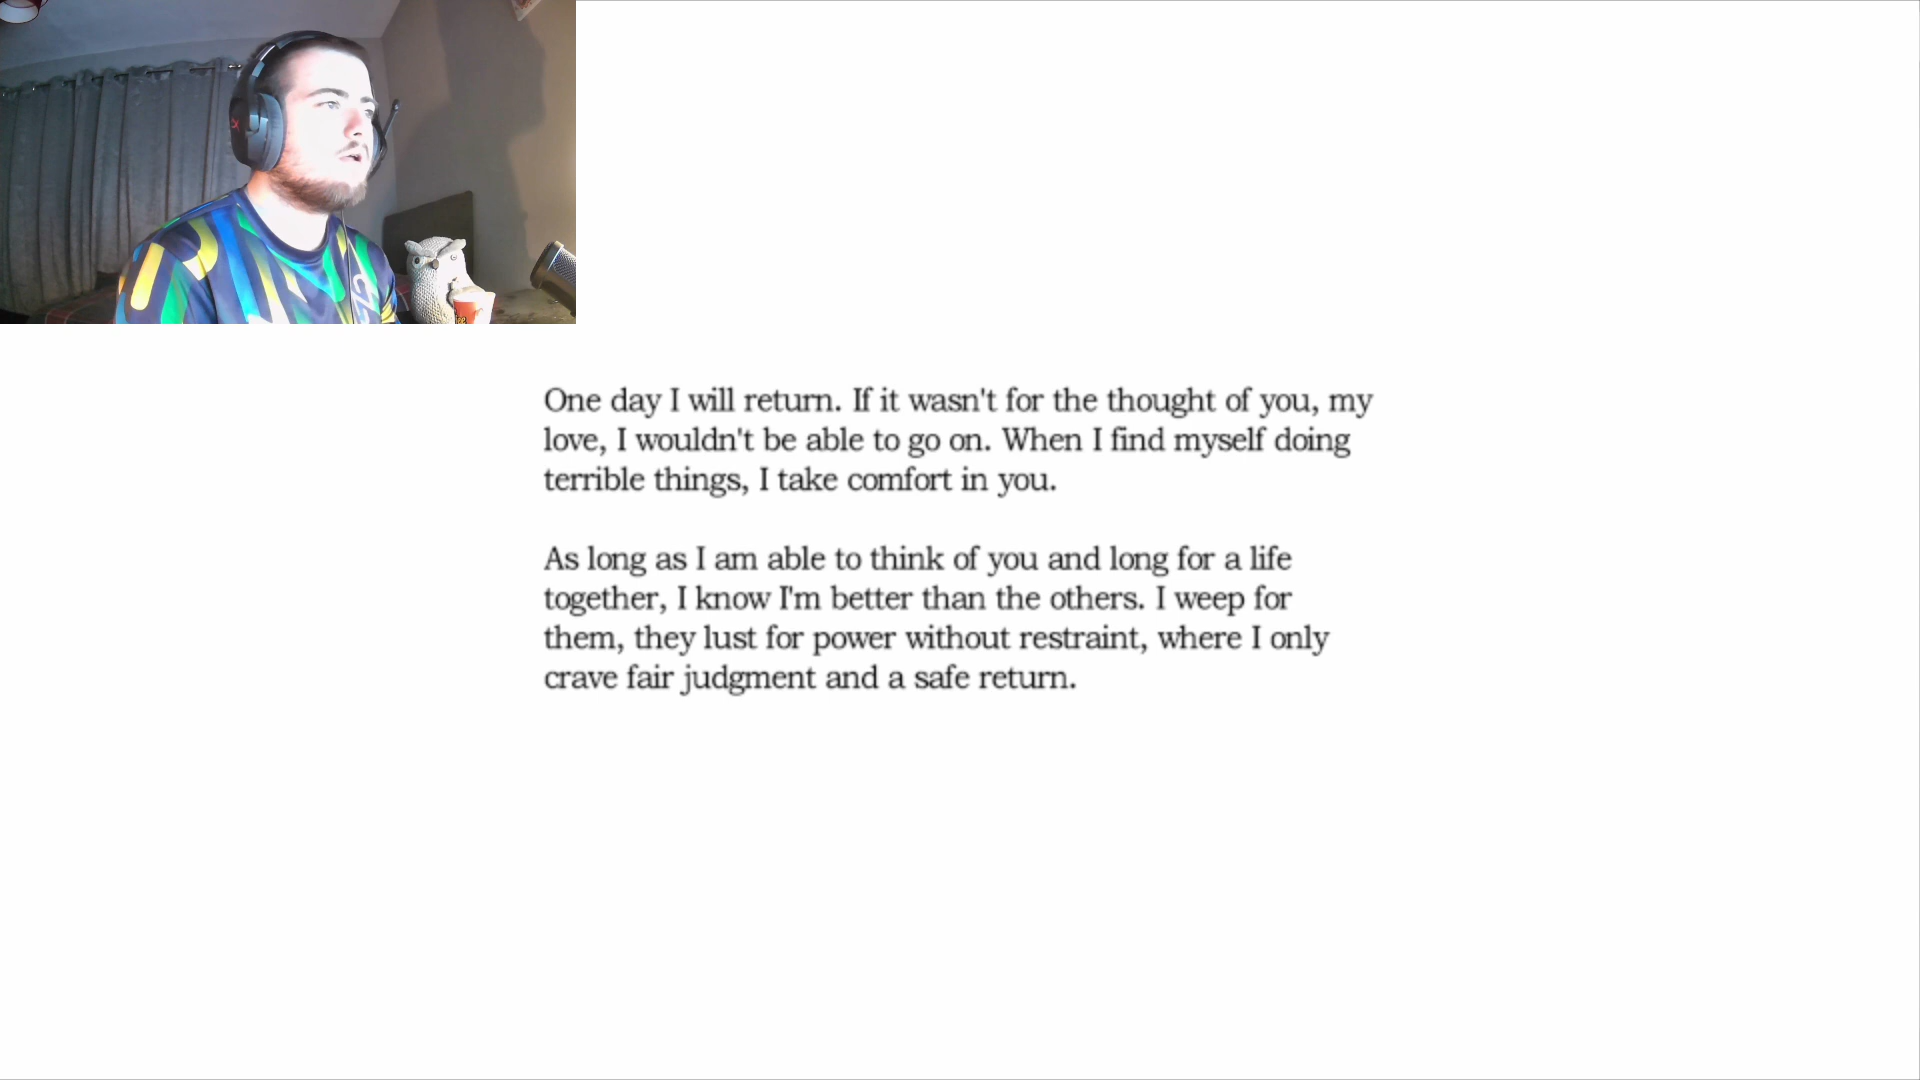 One day I will return. If it wasn't for the thought of you, my
love, I wouldn't be able to go on. When I find myself doing
terrible things, I take comfort in you.
As long as I am able to think of you and long for a life
together, I know I'm better than the others. I weep for
them, they lust for power without restraint, where I only
crave fair judgment and a safe return.